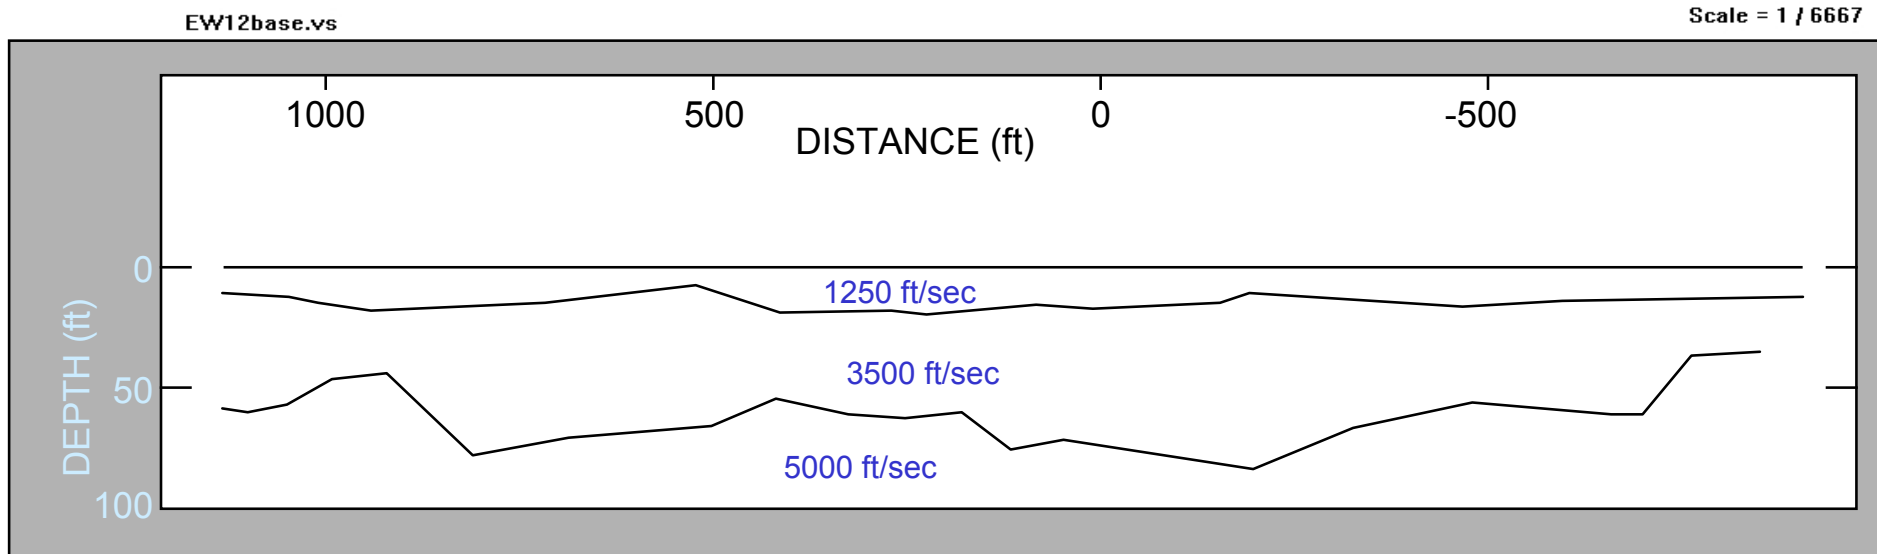 EW12base.vs
Scale = 1 / 6667
1000 500 0 -500
DISTANCE (ft)
0
1250 ft/sec
DEPTH (ft)
3500 ft/sec
50
5000 ft/sec
100